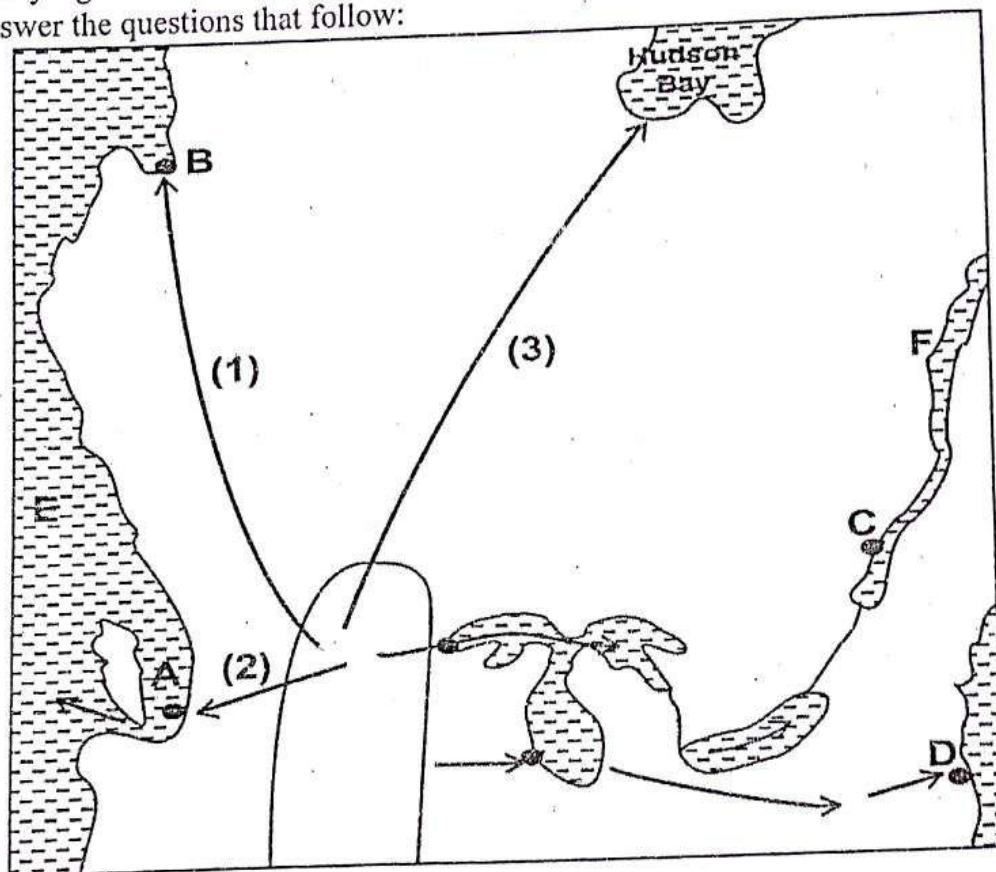 swer the questions that follow:
Hudson
Bay
B
(1)
(3)
F
E
C
A
(2)
D